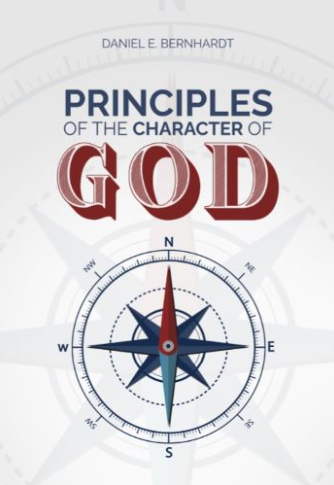 DANIEL E. BERNHARDT
PRINCIPLES
OF THE CHARACTER OF
GOD
N
NW
NE
W
E
SW
SE
S